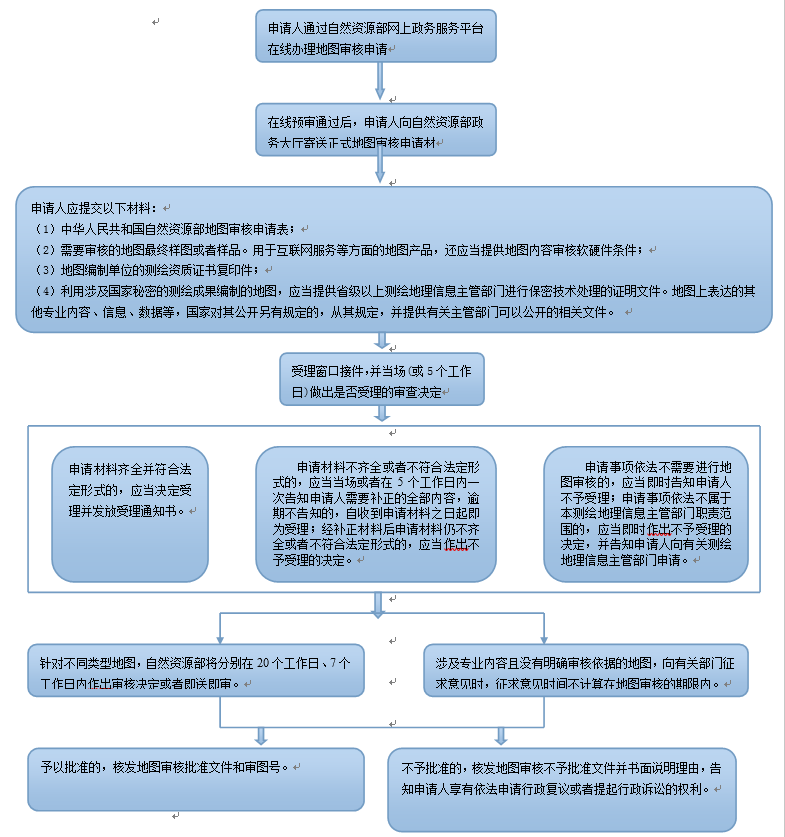 申请人通过自然资源部网上政务服务平台
在线办理地图审核申请
在线预审通过后，申请人向自然资源部政
务大厅寄送正式地图审核申请材
申请人应提交以下材料：
（1）中华人民共和国自然资源部地图审核申请表；
（2）需要审核的地图最终样图或者样品。用于互联网服务等方面的地图产品，还应当提供地图内容审核软硬件条件；
（3）地图编制单位的测绘资质证书复印件；
（4）利用涉及国家秘密的测绘成果编制的地图，应当提供省级以上测绘地理信息主管部门进行保密技术处理的证明文件。地图上表达的其
他专业内容、信息、数据等，国家对其公开另有规定的，从其规定，并提供有关主管部门可以公开的相关文件。
受理窗口接件，并当场(或 5 个工作
日)做出是否受理的审查决定
申请材料齐全并符合法
定形式的，应当决定受
理并发放受理通知书。
申请材料不齐全或者不符合法定形
式的，应当当场或者在 5 个工作日内一
次告知申请人需要补正的全部内容，逾
期不告知的，自收到申请材料之日起即
为受理；经补正材料后申请材料仍不齐
全或者不符合法定形式的，应当作出不
予受理的决定。
申请事项依法不需要进行地
图审核的，应当即时告知申请人
不予受理；申请事项依法不属于
本测绘地理信息主管部门职责范
围的，应当即时作出不予受理的
决定，并告知申请人向有关测绘
地理信息主管部门申请。
针对不同类型地图，自然资源部将分别在 20 个工作日、7 个
工作日内作出审核决定或者即送即审。
涉及专业内容且没有明确审核依据的地图，向有关部门征
求意见时，征求意见时间不计算在地图审核的期限内。
予以批准的，核发地图审核批准文件和审图号。
不予批准的，核发地图审核不予批准文件并书面说明理由，告
知申请人享有依法申请行政复议或者提起行政诉讼的权利。